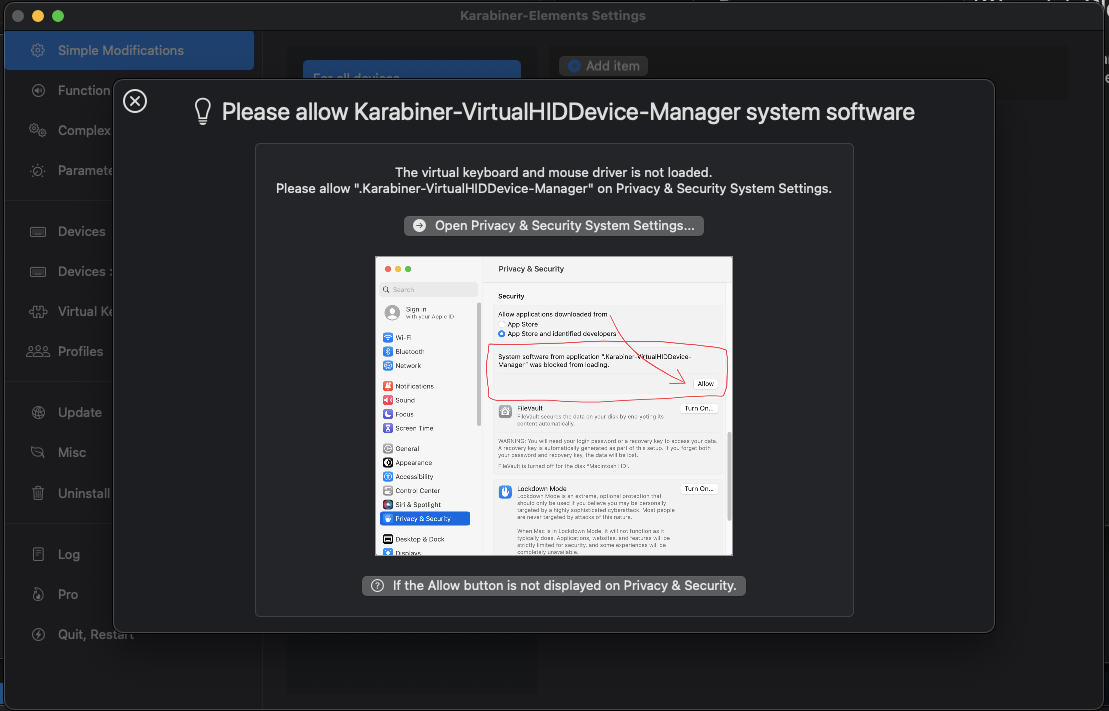 Karabiner-Elements Settings
Simple Modifications
Function
Complex
Paramete
Devices
Devices
Virtual Ke
Profiles
Update
Misc
Uninstall
Log
Pro
Quit, Restart
For all devices
Add item
Please allow Karabiner-VirtualHIDDevice-Manager system software
The virtual keyboard and mouse driver is not loaded.
Please allow ".Karabiner-VirtualHIDDevice-Manager" on Privacy & Security System Settings.
Open Privacy & Security System Settings...
Search
Sign in
with your Apple ID
Wi-Fi
Bluetooth
Network
Notifications
Sound
Focus
Screen Time
General
Appearance
Accessibility
Control Center
Siri & Spotlight
Privacy & Security
Desktop & Dock
Displays
Privacy & Security
Security
Allow applications downloaded from
App Store
App Store and identified developers
System software from application ".Karabiner-VirtualHIDDevice-
Manager" was blocked from loading.
Allow
FileVault
Turn On...
FileVault secures the data on your disk by encrypting its
content automatically.
WARNING: You will need your login password or a recovery key to access your data.
A recovery key is automatically generated as part of this setup. If you forget both
your password and recovery key, the data will be lost.
FileVault is turned off for the disk "Macintosh HD".
Lockdown Mode
Turn On...
Lockdown Mode is an extreme, optional protection that
should only be used if you believe you may be personally
targeted by a highly sophisticated cyberattack. Most people
are never targeted by attacks of this nature.
When Mac is in Lockdown Mode, it will not function as it
typically does. Applications, websites, and features will be
strictly limited for security, and some experiences will be
completely unavailable.
If the Allow button is not displayed on Privacy & Security.